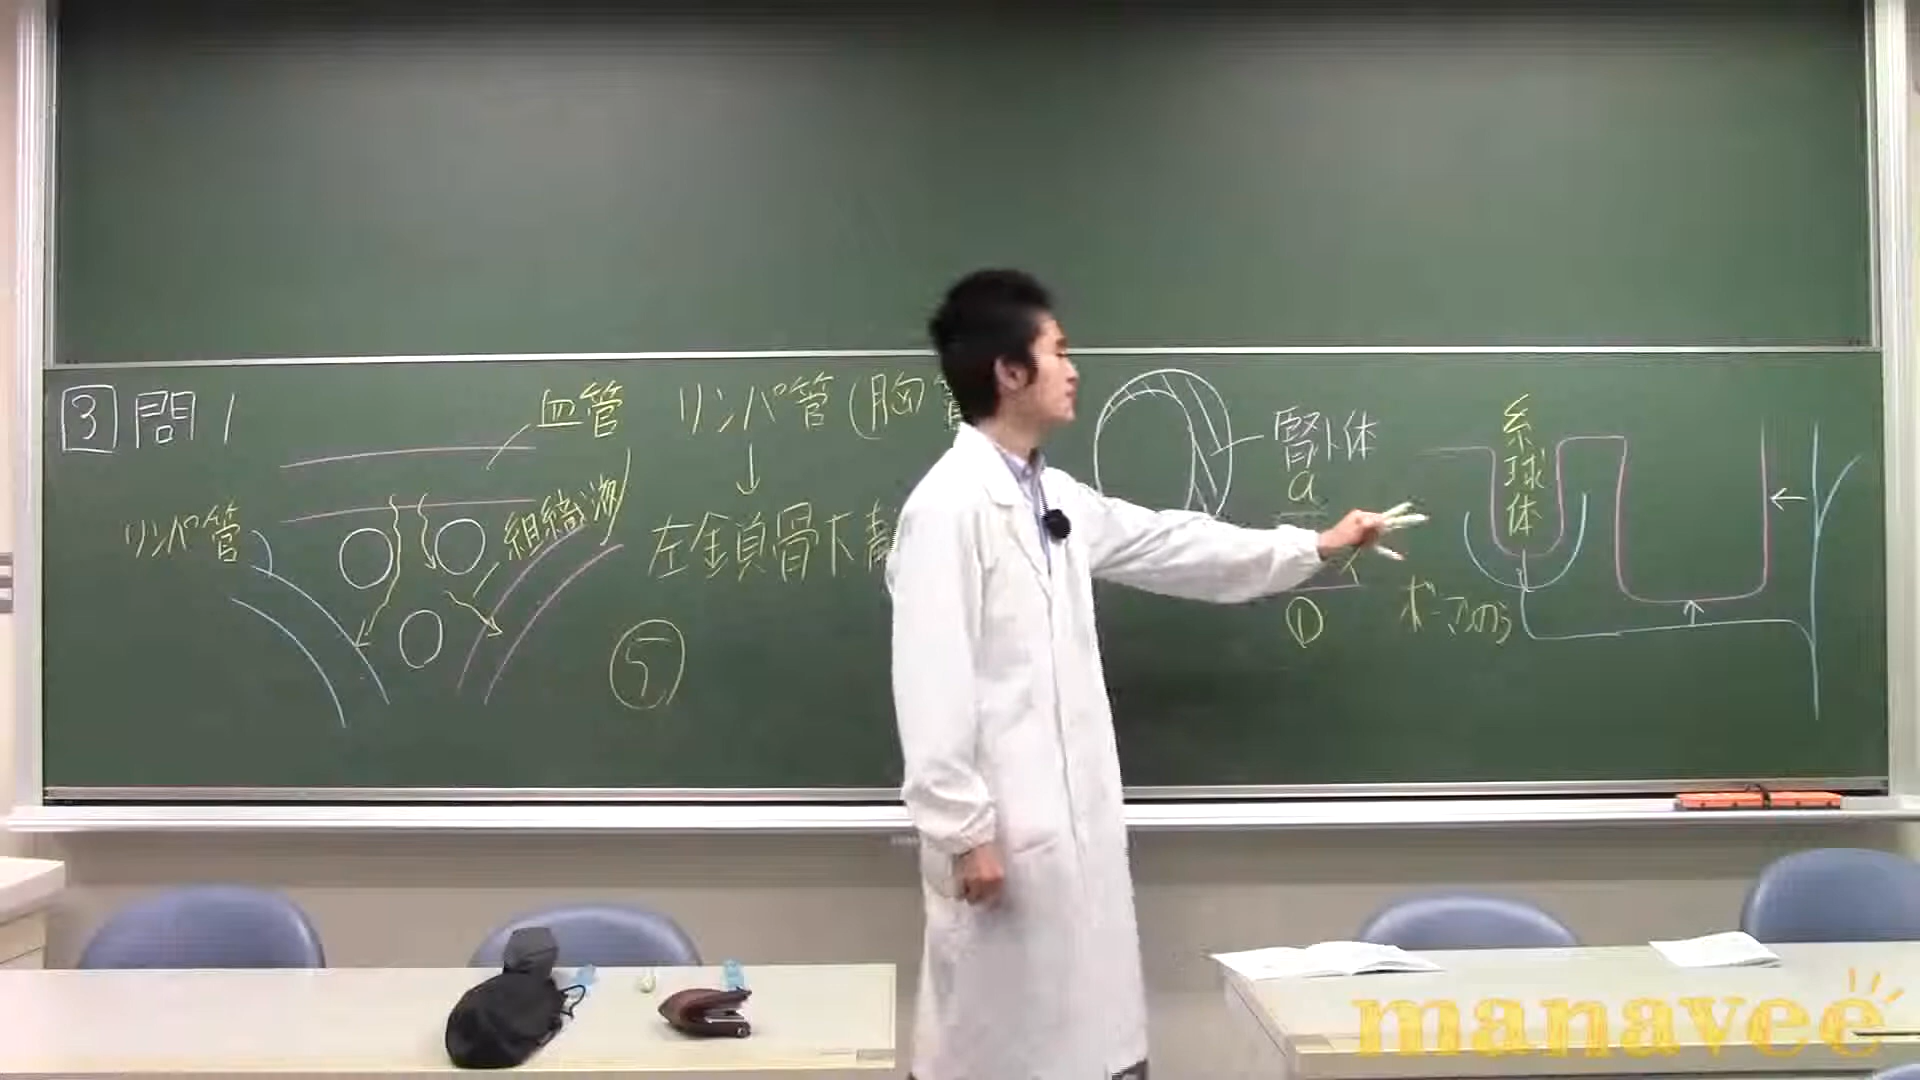 3 問1
血管
リンパ管(胸管
↓
左鎖骨下静
リンパ管
組織液
⑤
腎小体
a
①
糸球体
ボーマンのう
manavee